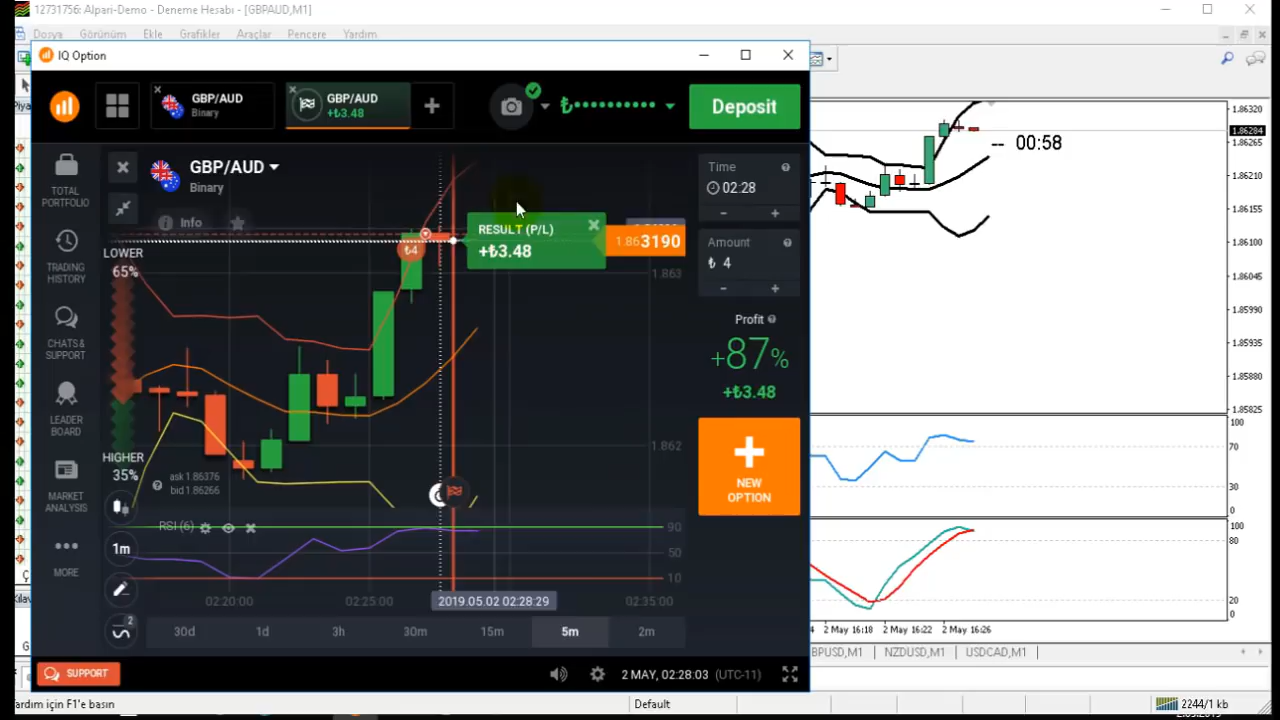 12731756: Alpari-Demo - Deneme Hesabı - [GBPAUD,M1]
Dosya Görünüm Ekle Grafikler Araçlar Pencere Yardım
IQ Option
GBP/AUD
Binary
GBP/AUD
+₺3.48
₺••••••••••••
Deposit
TOTAL
PORTFOLIO
TRADING
HISTORY
CHATS &
SUPPORT
LEADER
BOARD
MARKET
ANALYSIS
MORE
GBP/AUD
Binary
Info
LOWER
65%
HIGHER
35%
ask 1.86376
bid 1.86266
₺4
RESULT (P/L)
+₺3.48
1.863190
1.863
1.862
RSI (6)
90
50
10
1m
2
02:20:00
02:25:00
2019.05.02 02:28:29
02:35:00
30d 1d 3h 30m 15m 5m 2m
Time
02:28
Amount
₺ 4
Profit
+87%
+₺3.48
NEW
OPTION
SUPPORT
2 MAY, 02:28:03 (UTC-11)
-- 00:58
1.86320
1.86284
1.86265
1.86210
1.86155
1.86100
1.86045
1.85990
1.85935
1.85880
1.85825
100
70
30
0
100
80
20
0
2 May 16:18 2 May 16:22 2 May 16:26
BPUSD,M1 NZDUSD,M1 USDCAD,M1
ardım için F1'e basın
Default
2244/1 kb